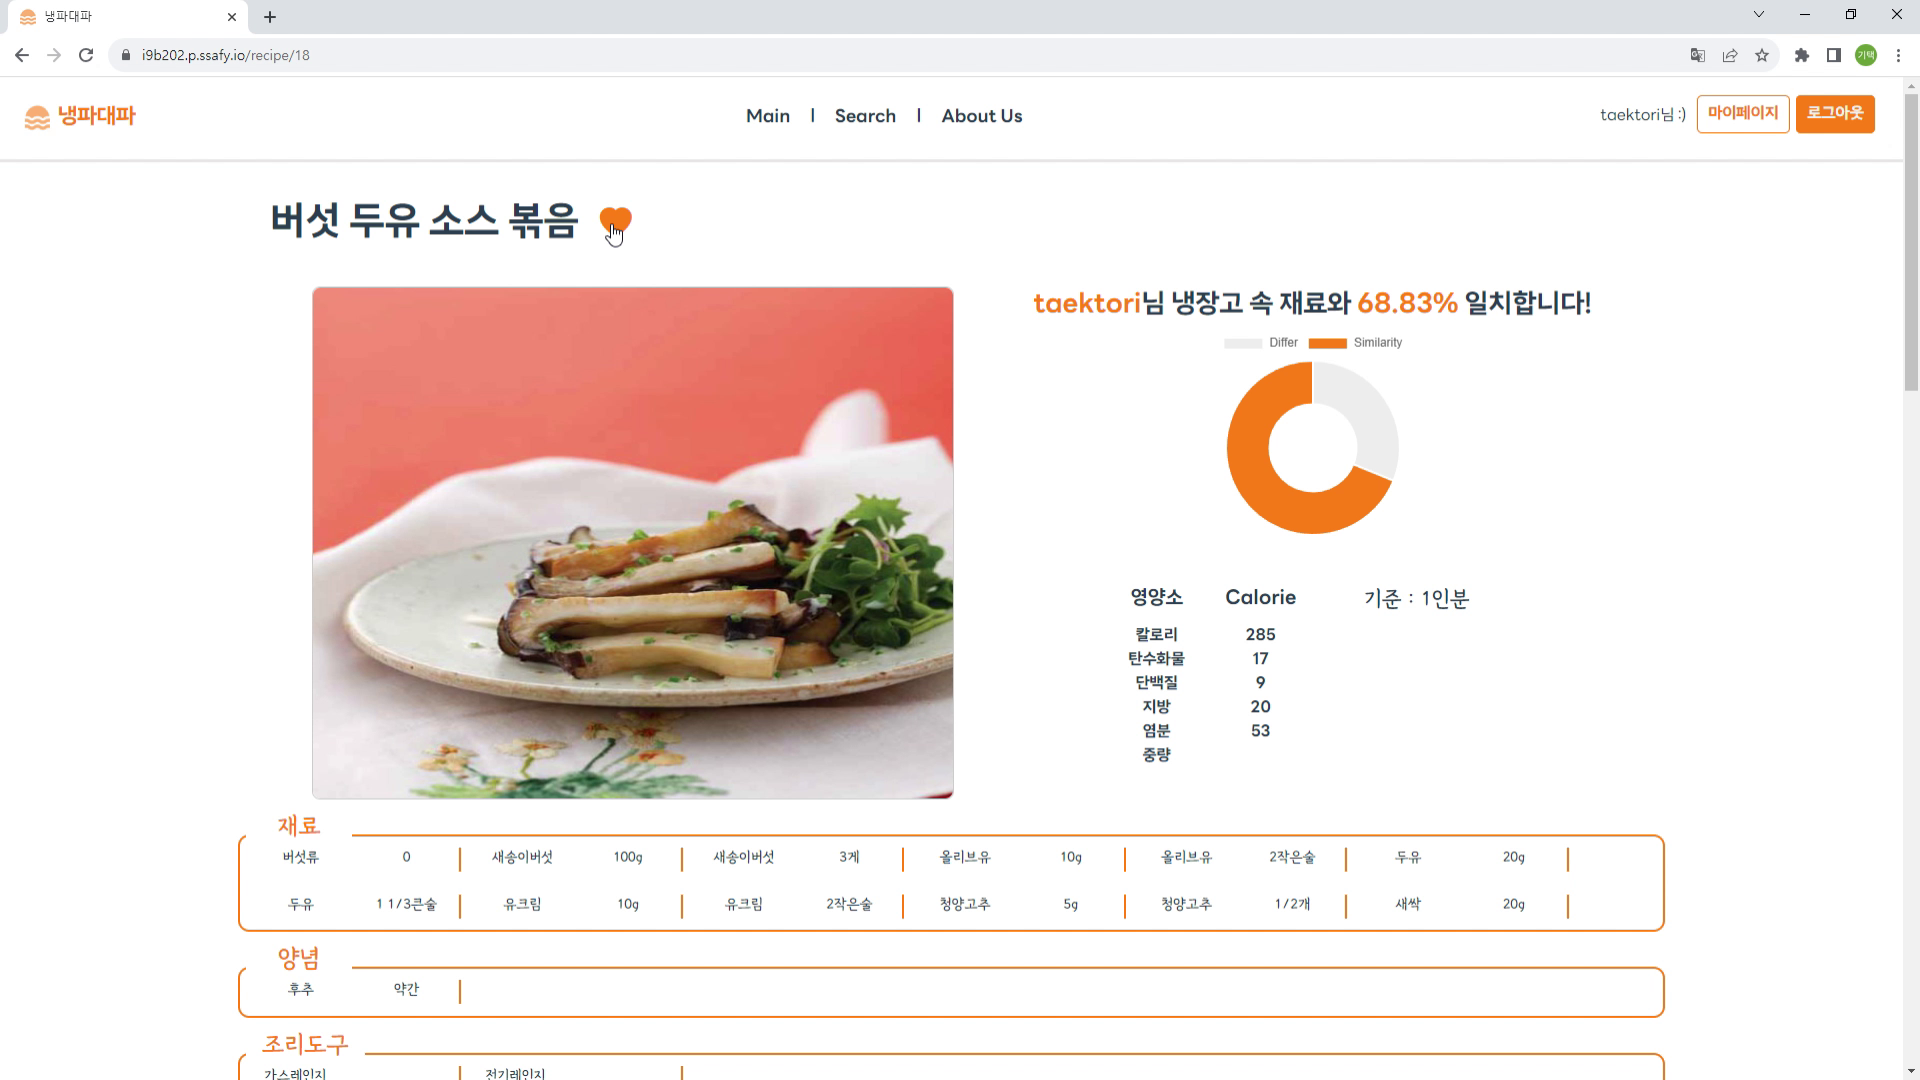 냉파대파
i9b202.p.ssafy.io/recipe/18
기택
냉파대파
Main | Search | About Us
taektori님 :) 마이페이지 로그아웃
버섯 두유 소스 볶음
taektori님 냉장고 속 재료와 68.83% 일치합니다!
Differ Similarity
영양소 Calorie 기준 : 1인분
칼로리 285
탄수화물 17
단백질 9
지방 20
염분 53
중량
재료
버섯류 0 새송이버섯 100g 새송이버섯 3게 올리브유 10g 올리브유 2작은술 두유 20g
두유 1 1/3큰술 유크림 10g 유크림 2작은술 청양고추 5g 청양고추 1/2개 새싹 20g
양념
후추 약간
조리도구
가스레인지 전기레인지